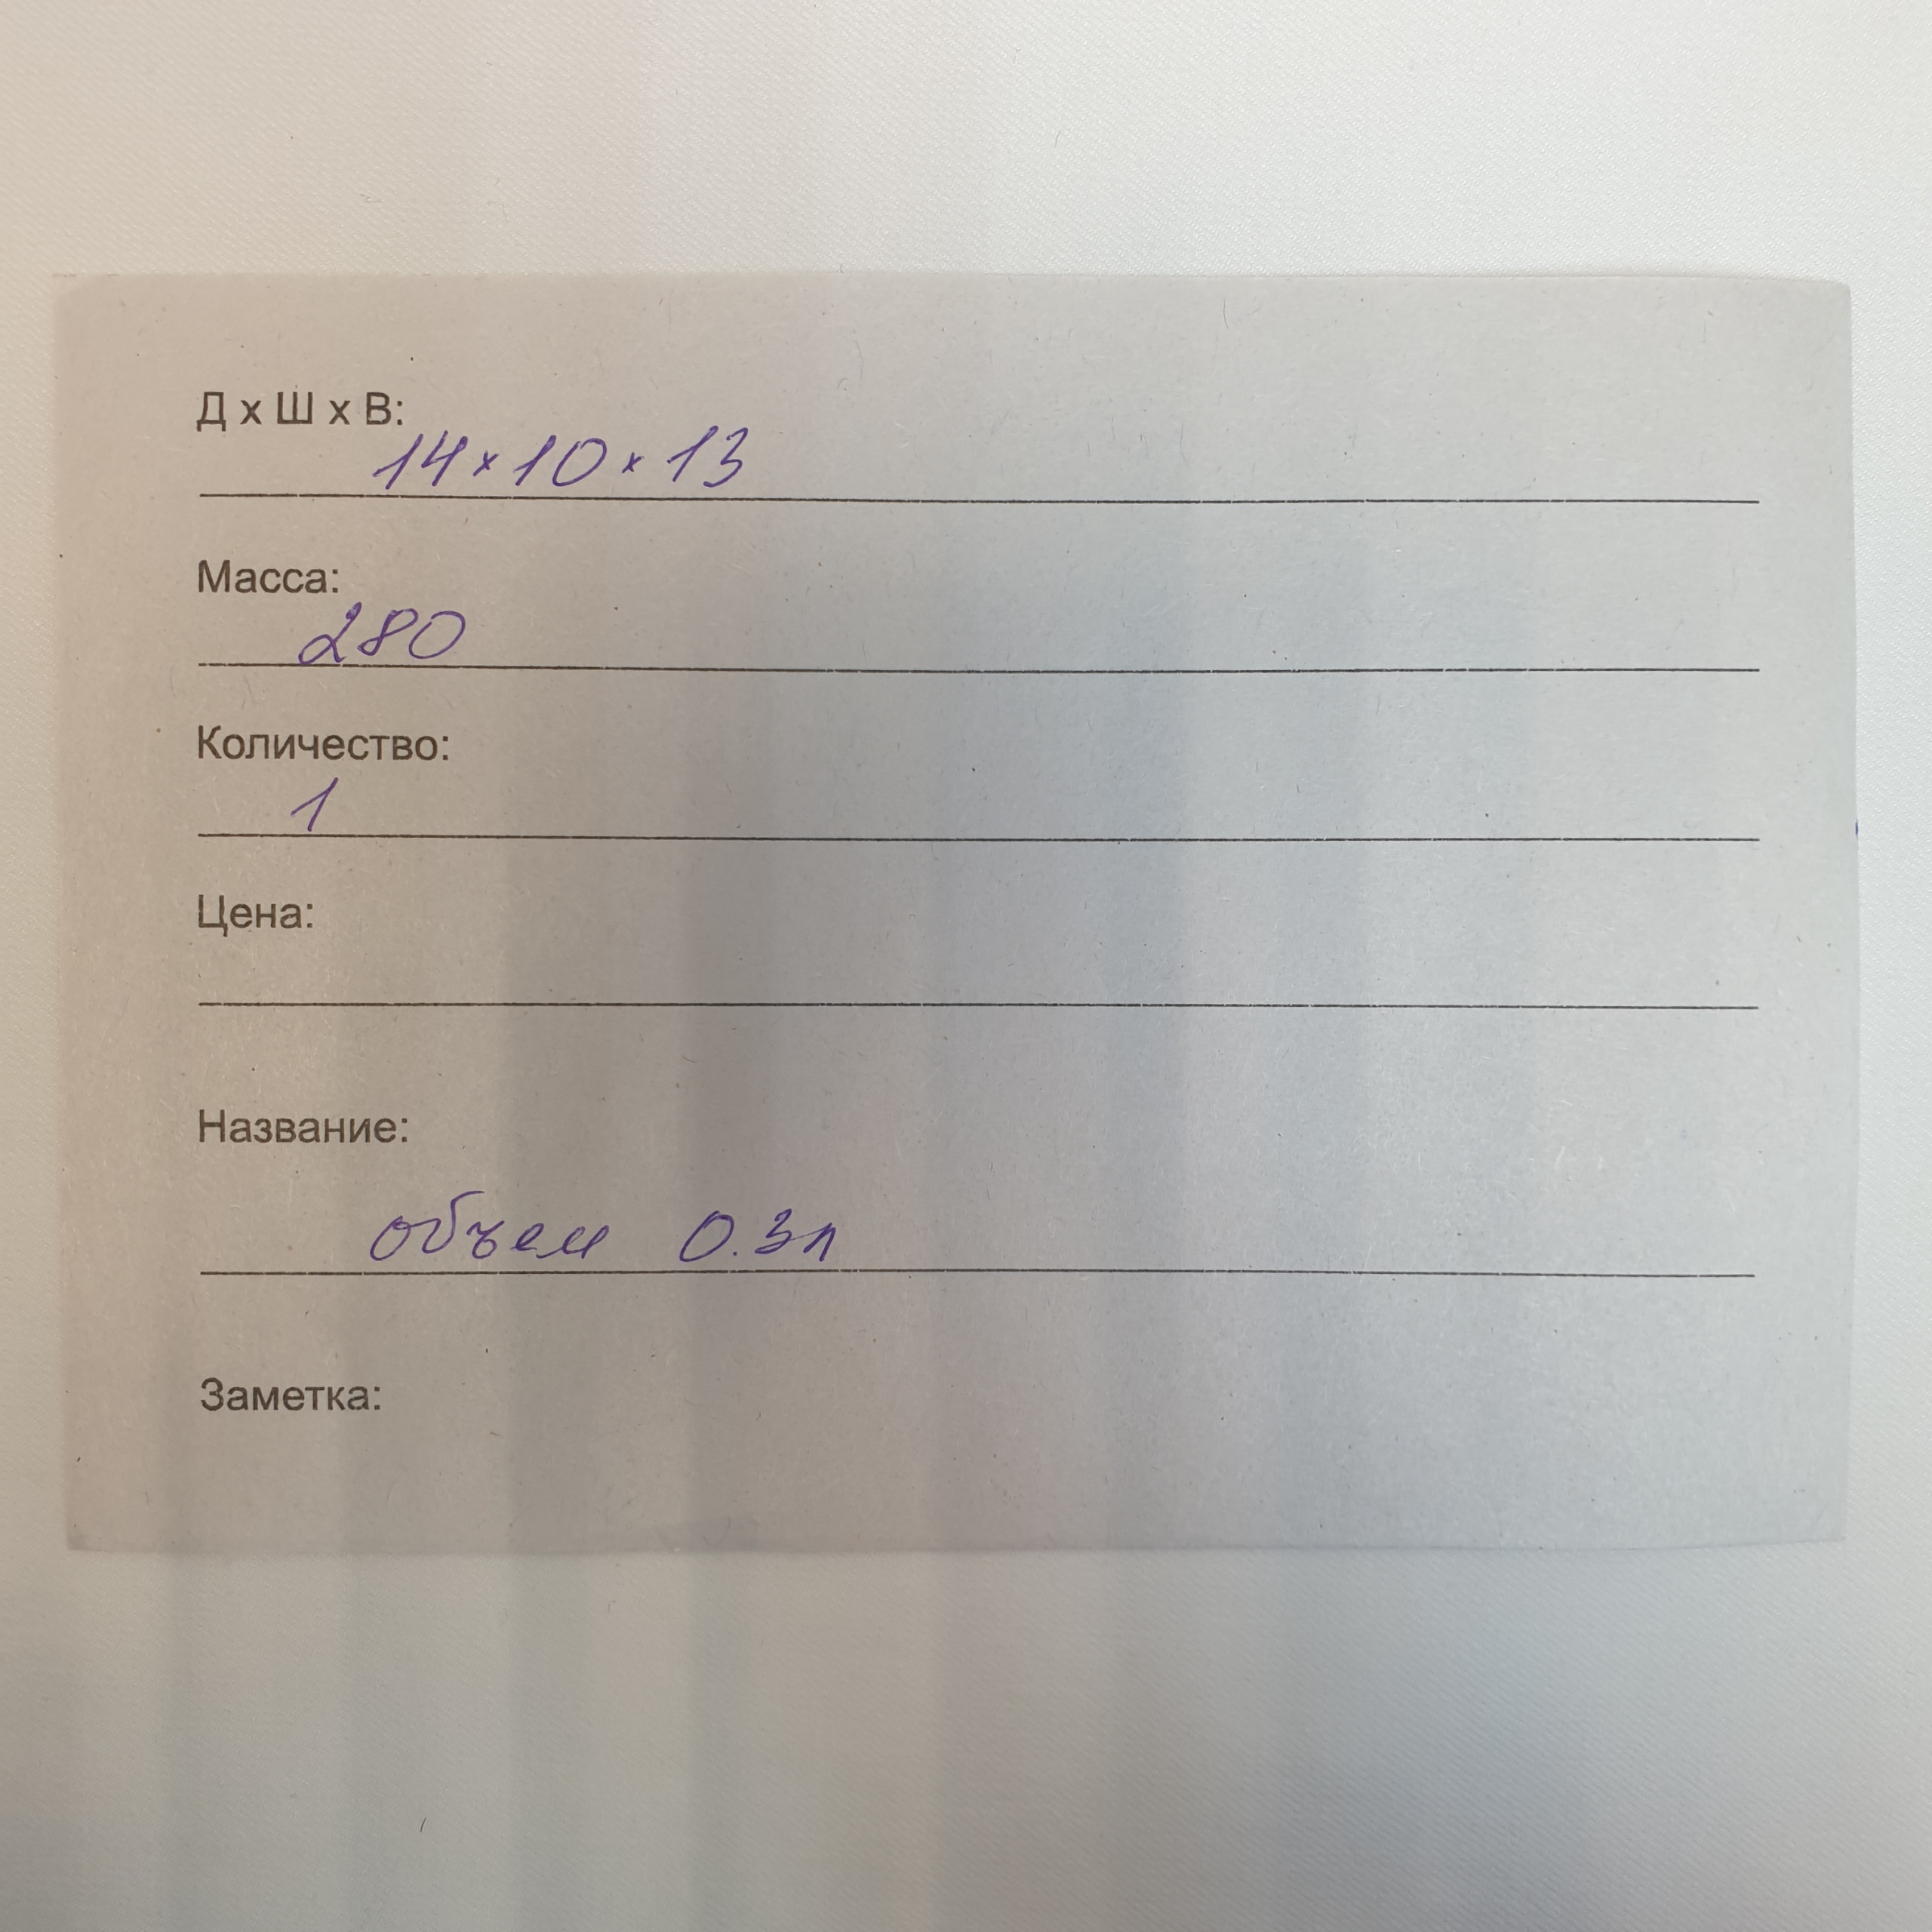 Д х Ш х В:
14×10×13
Масса:
280
Количество:
1
Цена:
Название:
объем 0.3л
Заметка: